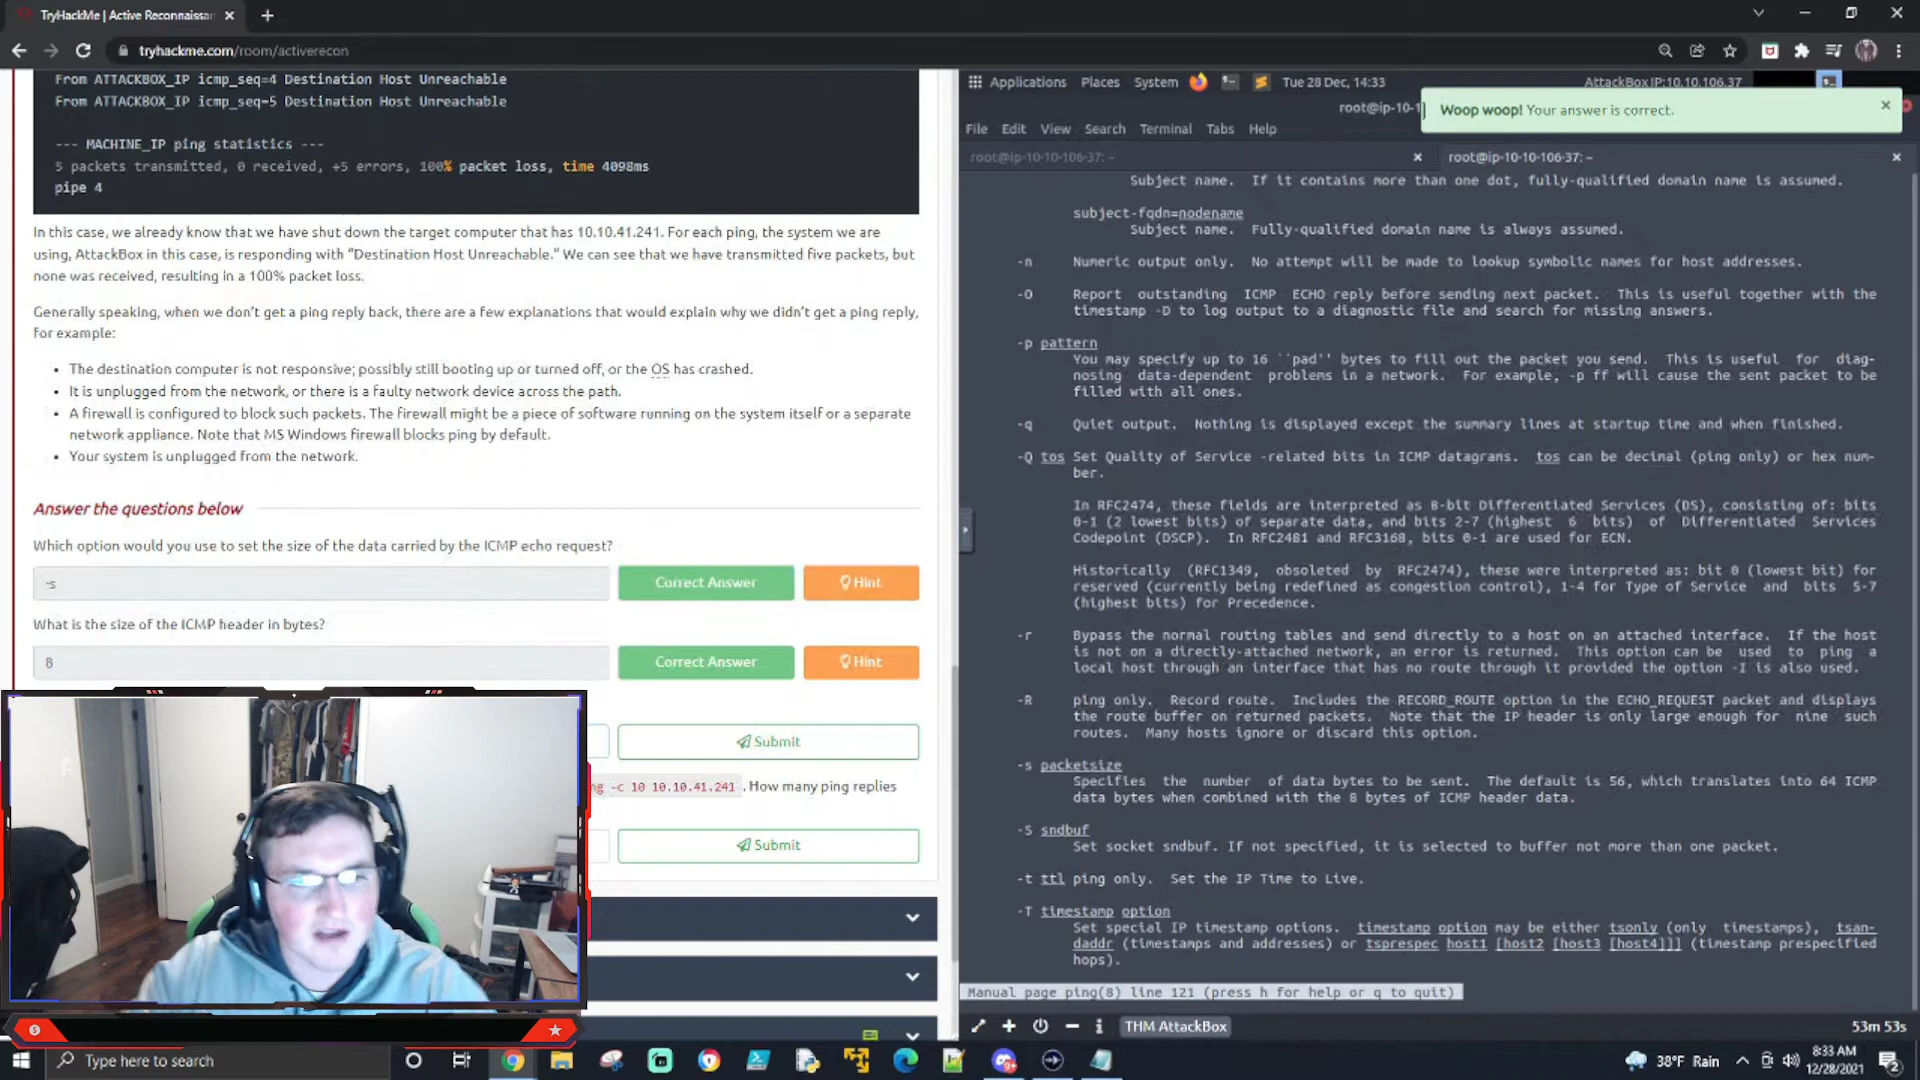 TryHackMe | Active Reconnaissan
tryhackme.com/room/activerecon
From ATTACKBOX_IP icmp_seq=4 Destination Host Unreachable
From ATTACKBOX_IP icmp_seq=5 Destination Host Unreachable
--- MACHINE_IP ping statistics ---
5 packets transmitted, 0 received, +5 errors, 100% packet loss, time 4098ms
pipe 4
In this case, we already know that we have shut down the target computer that has 10.10.41.241. For each ping, the system we are
using, AttackBox in this case, is responding with “Destination Host Unreachable.” We can see that we have transmitted five packets, but
none was received, resulting in a 100% packet loss.
Generally speaking, when we don’t get a ping reply back, there are a few explanations that would explain why we didn’t get a ping reply,
for example:
• The destination computer is not responsive; possibly still booting up or turned off, or the OS has crashed.
• It is unplugged from the network, or there is a faulty network device across the path.
• A firewall is configured to block such packets. The firewall might be a piece of software running on the system itself or a separate
network appliance. Note that MS Windows firewall blocks ping by default.
• Your system is unplugged from the network.
Answer the questions below
Which option would you use to set the size of the data carried by the ICMP echo request?
-s Correct Answer Hint
What is the size of the ICMP header in bytes?
8 Correct Answer Hint
Submit
-c 10 10.10.41.241. How many ping replies
Submit
Applications Places System Tue 28 Dec, 14:33 AttackBox IP:10.10.106.37
root@ip-10-1
Woop woop! Your answer is correct.
File Edit View Search Terminal Tabs Help
root@ip-10-10-106-37: ~
root@ip-10-10-106-37: ~
Subject name. If it contains more than one dot, fully-qualified domain name is assumed.
subject-fqdn=nodename
Subject name. Fully-qualified domain name is always assumed.
-n Numeric output only. No attempt will be made to lookup symbolic names for host addresses.
-O Report outstanding ICMP ECHO reply before sending next packet. This is useful together with the
timestamp -D to log output to a diagnostic file and search for missing answers.
-p pattern
You may specify up to 16 ``pad'' bytes to fill out the packet you send. This is useful for diag-
nosing data-dependent problems in a network. For example, -p ff will cause the sent packet to be
filled with all ones.
-q Quiet output. Nothing is displayed except the summary lines at startup time and when finished.
-Q tos Set Quality of Service -related bits in ICMP datagrams. tos can be decimal (ping only) or hex num-
ber.
In RFC2474, these fields are interpreted as 8-bit Differentiated Services (DS), consisting of: bits
0-1 (2 lowest bits) of separate data, and bits 2-7 (highest 6 bits) of Differentiated Services
Codepoint (DSCP). In RFC2481 and RFC3168, bits 0-1 are used for ECN.
Historically (RFC1349, obsoleted by RFC2474), these were interpreted as: bit 0 (lowest bit) for
reserved (currently being redefined as congestion control), 1-4 for Type of Service and bits 5-7
(highest bits) for Precedence.
-r Bypass the normal routing tables and send directly to a host on an attached interface. If the host
is not on a directly-attached network, an error is returned. This option can be used to ping a
local host through an interface that has no route through it provided the option -I is also used.
-R ping only. Record route. Includes the RECORD_ROUTE option in the ECHO_REQUEST packet and displays
the route buffer on returned packets. Note that the IP header is only large enough for nine such
routes. Many hosts ignore or discard this option.
-s packetsize
Specifies the number of data bytes to be sent. The default is 56, which translates into 64 ICMP
data bytes when combined with the 8 bytes of ICMP header data.
-S sndbuf
Set socket sndbuf. If not specified, it is selected to buffer not more than one packet.
-t ttl ping only. Set the IP Time to Live.
-T timestamp option
Set special IP timestamp options. timestamp option may be either tsonly (only timestamps), tsan-
daddr (timestamps and addresses) or tsprespec host1 [host2 [host3 [host4]]] (timestamp prespecified
hops).
Manual page ping(8) line 121 (press h for help or q to quit)
THM AttackBox
53m 53s
Type here to search
38°F Rain
8:33 AM
12/28/2021
2